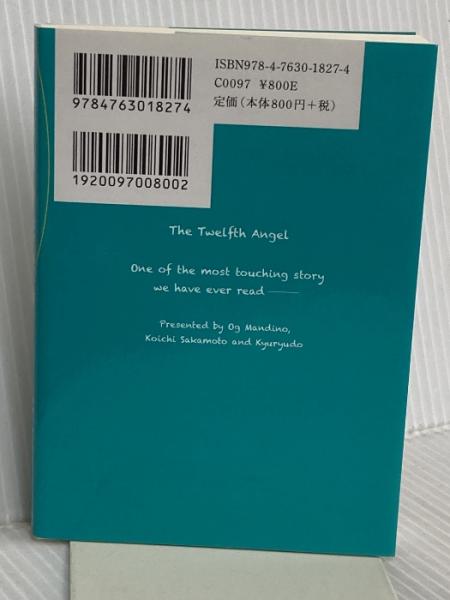 ISBN978-4-7630-1827-4
C0097 ¥800E
定価(本体800円+税)
9784763018274
1920097008002
The Twelfth Angel
One of the most touching story
we have ever read ——
Presented by Og Mandino,
Koichi Sakamoto and Kyuryudo